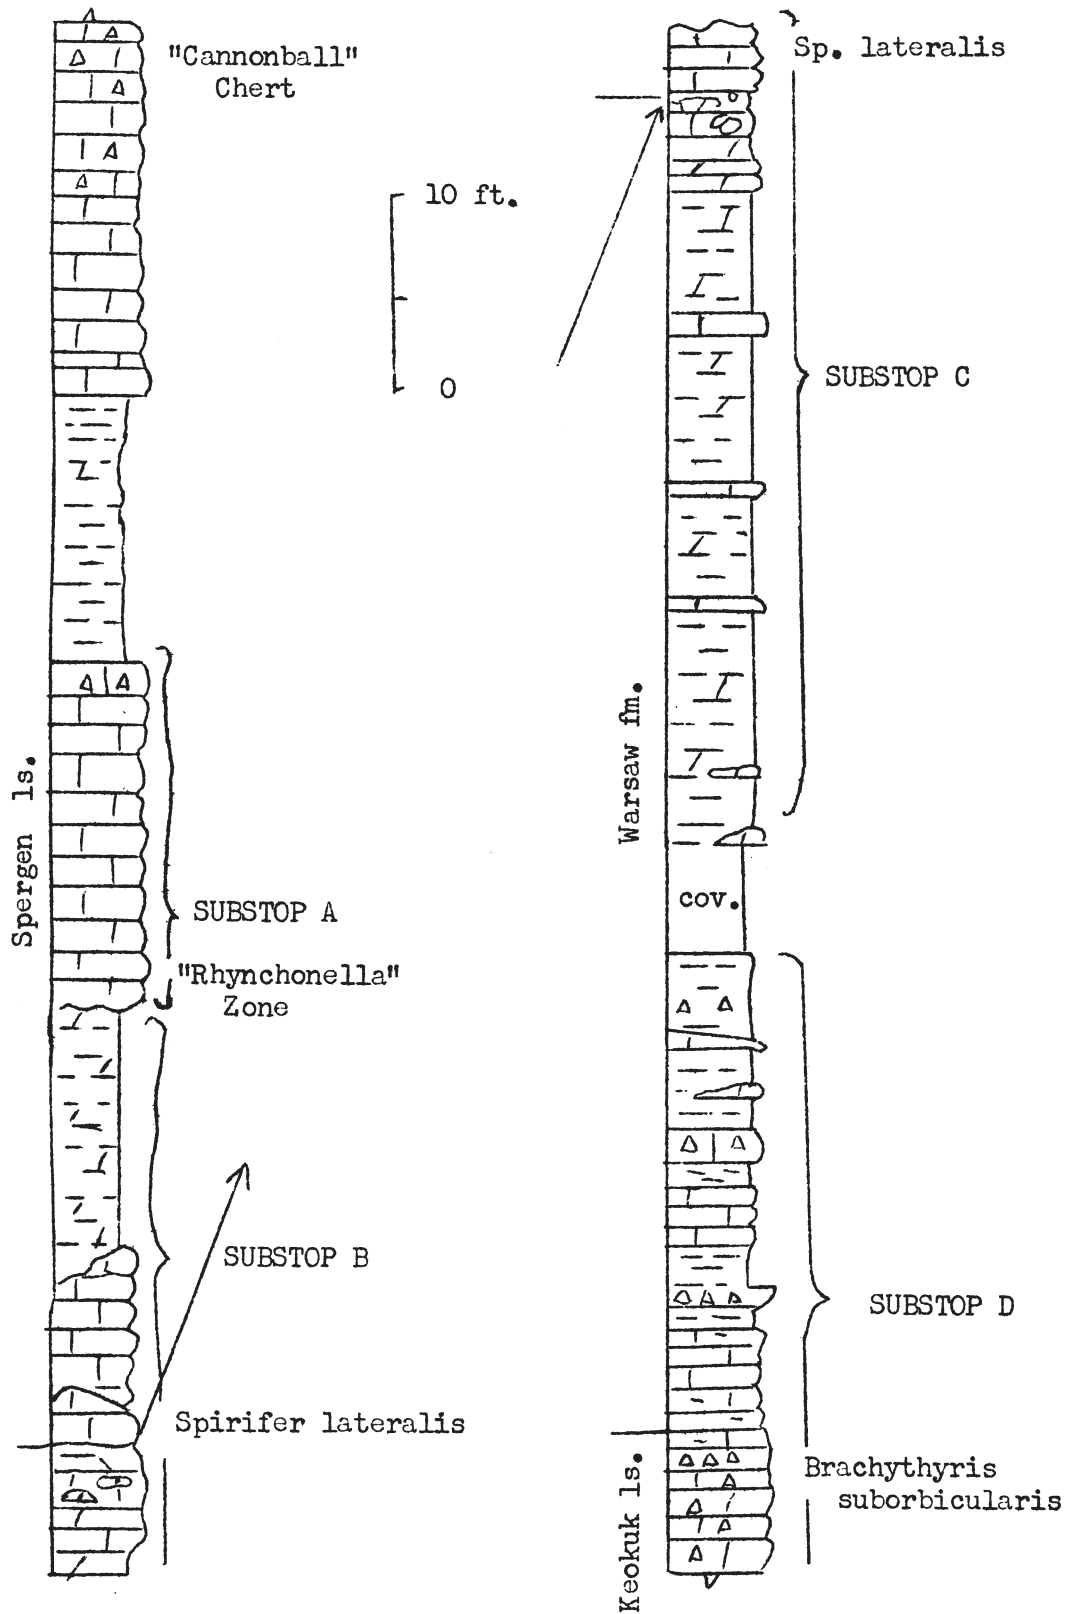 "Cannonball"
Chert
10 ft.
0
Spergen ls.
SUBSTOP A
"Rhynchonella"
Zone
SUBSTOP B
Spirifer lateralis
Sp. lateralis
SUBSTOP C
Warsaw fm.
cov.
SUBSTOP D
Keokuk ls.
Brachythyris
suborbicularis